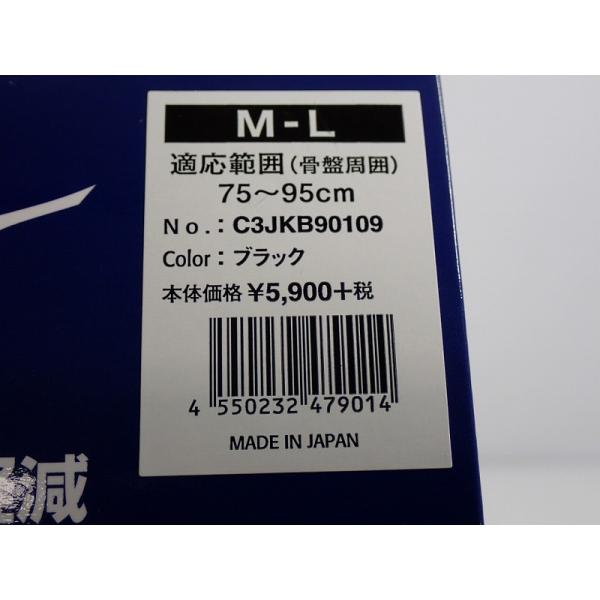 M-L
適応範囲(骨盤周囲)
75～95cm
No.: C3JKB90109
Color: ブラック
本体価格 ¥5,900+税
4 550232 479014
MADE IN JAPAN
減